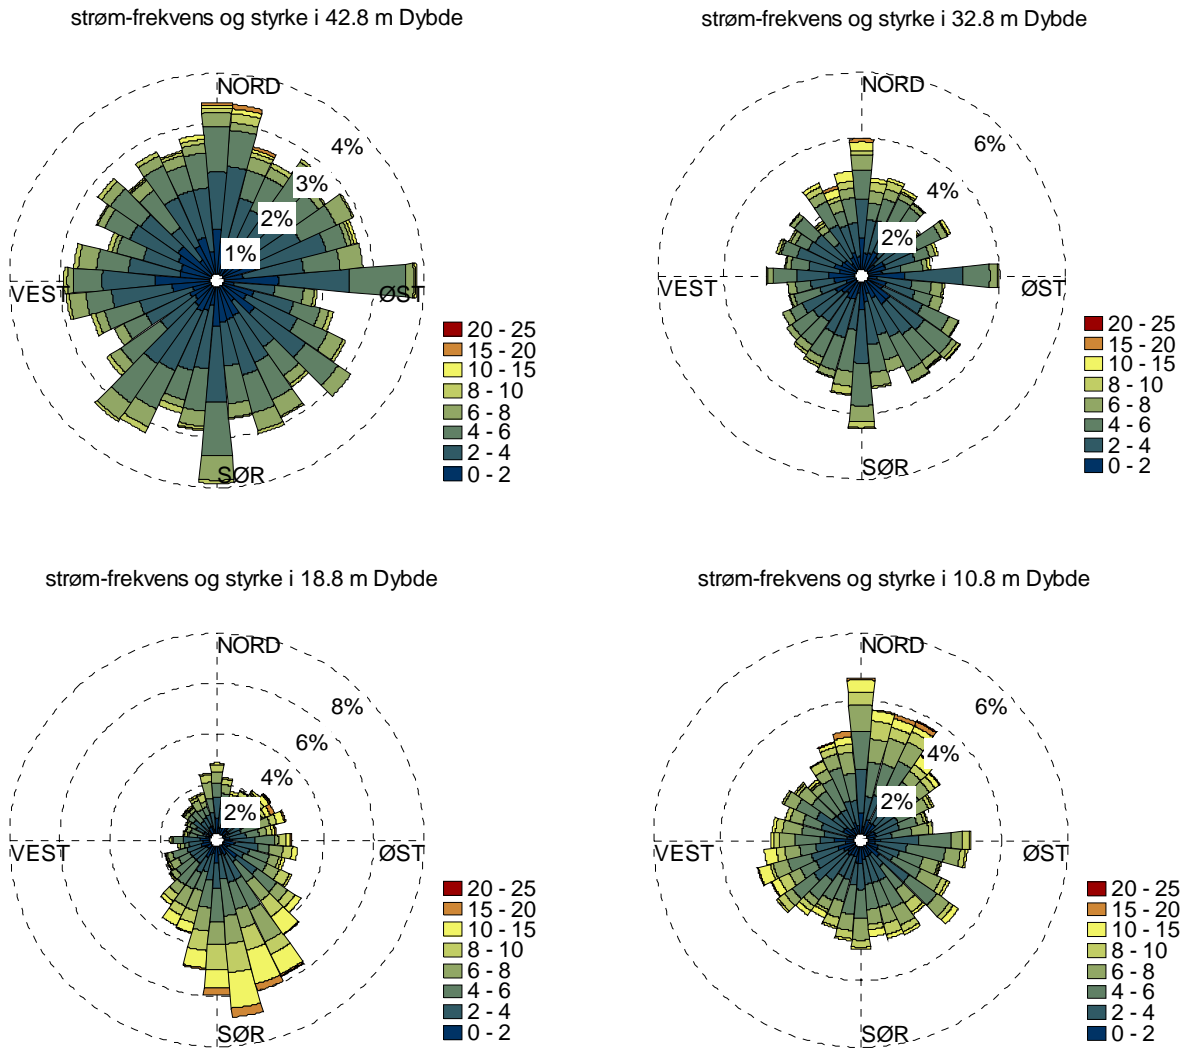 strøm-frekvens og styrke i 42.8 m Dybde
NORD
4%
3%
2%
1%
VEST
ØST
SØR
20 - 25
15 - 20
10 - 15
8 - 10
6 - 8
4 - 6
2 - 4
0 - 2
strøm-frekvens og styrke i 32.8 m Dybde
NORD
6%
4%
2%
VEST
ØST
SØR
20 - 25
15 - 20
10 - 15
8 - 10
6 - 8
4 - 6
2 - 4
0 - 2
strøm-frekvens og styrke i 18.8 m Dybde
NORD
8%
6%
4%
2%
VEST
ØST
SØR
20 - 25
15 - 20
10 - 15
8 - 10
6 - 8
4 - 6
2 - 4
0 - 2
strøm-frekvens og styrke i 10.8 m Dybde
NORD
6%
4%
2%
VEST
ØST
SØR
20 - 25
15 - 20
10 - 15
8 - 10
6 - 8
4 - 6
2 - 4
0 - 2